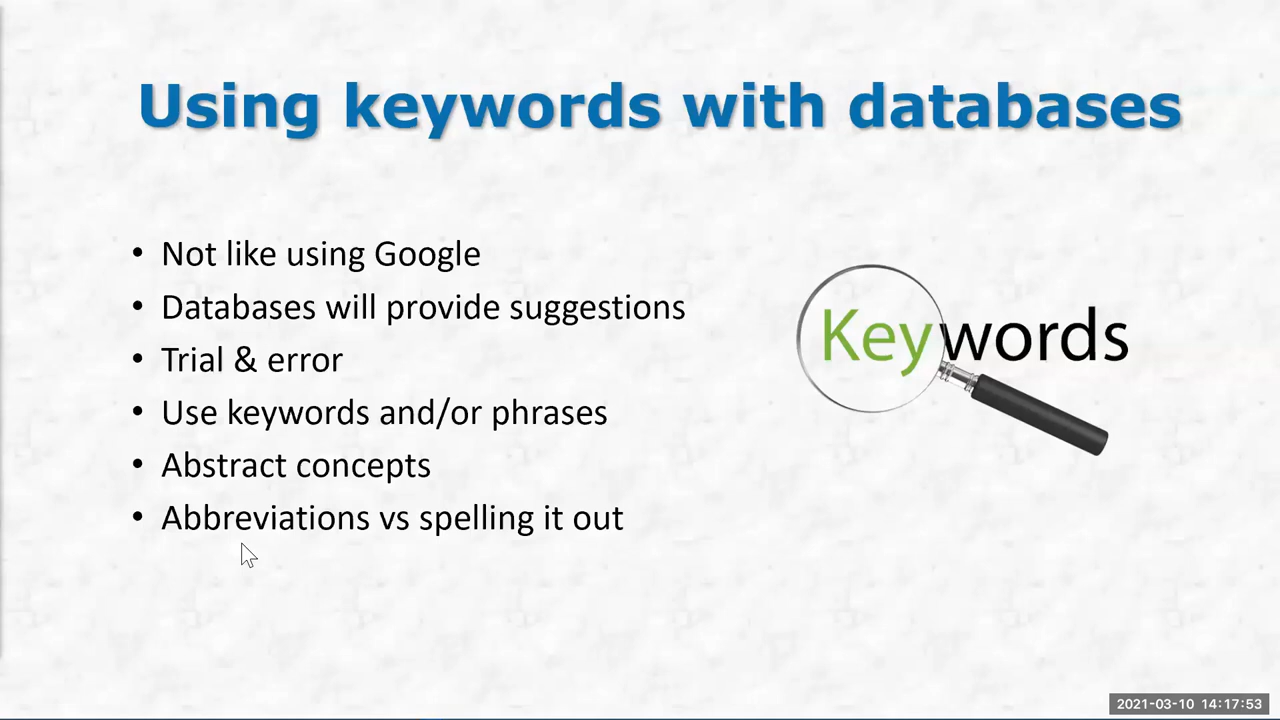 Using keywords with databases
• Not like using Google
• Databases will provide suggestions
• Trial & error
• Use keywords and/or phrases
• Abstract concepts
• Abbreviations vs spelling it out
Keywords
2021-03-10 14:17:53